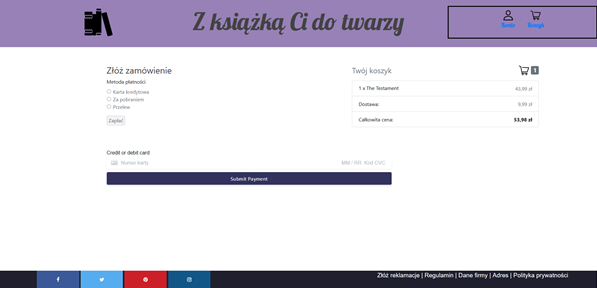 Z książką Ci do twarzy
Konto Koszyk
Złóż zamówienie
Metoda płatności
Karta kredytowa
Za pobraniem
Przelew
Zapłać
Twój koszyk 1
1 x The Testament 43,99 zł
Dostawa: 9,99 zł
Całkowita cena: 53,98 zł
Credit or debit card
Numer karty MM / RR Kod CVC
Submit Payment
Złóż reklamacje | Regulamin | Dane firmy | Adres | Polityka prywatności